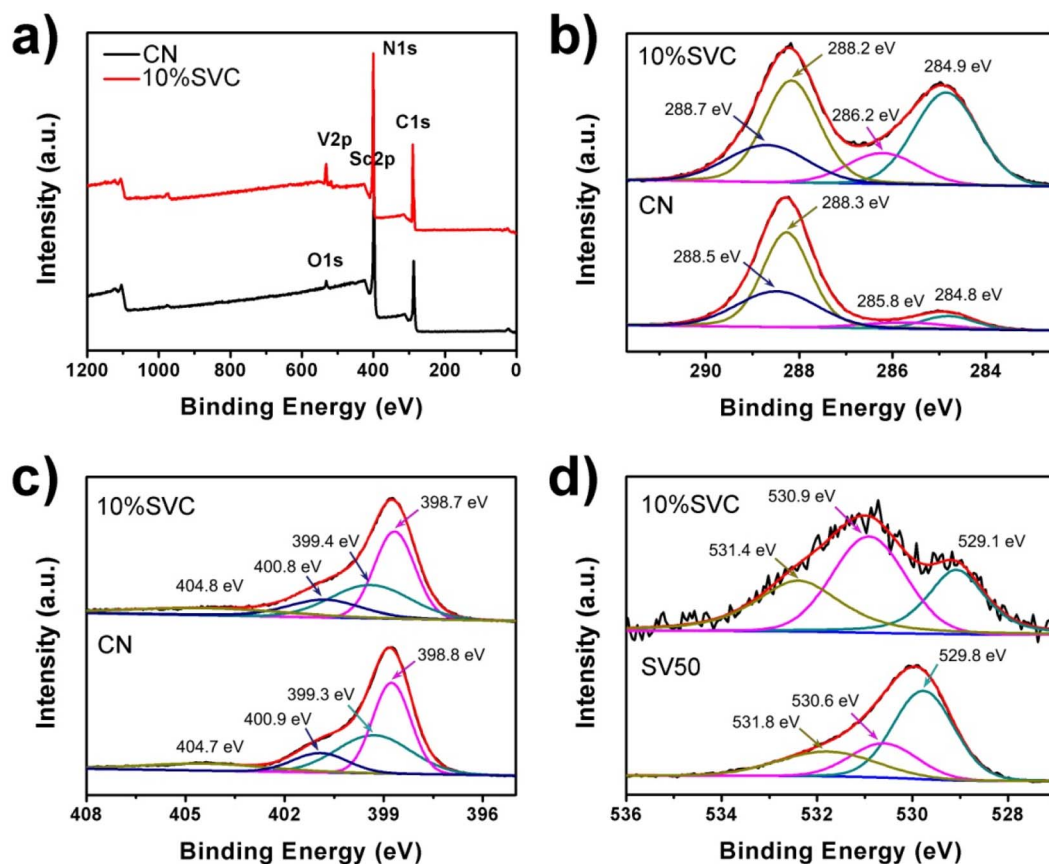 a)
CN
10%SVC
N1s
C1s
V2p
Sc2p
O1s
Intensity (a.u.)
1200 1000 800 600 400 200 0
Binding Energy (eV)
b)
10%SVC
288.2 eV
284.9 eV
288.7 eV
286.2 eV
CN
288.3 eV
288.5 eV
285.8 eV 284.8 eV
Intensity (a.u.)
290 288 286 284
Binding Energy (eV)
c)
10%SVC
398.7 eV
399.4 eV
400.8 eV
404.8 eV
CN
398.8 eV
399.3 eV
400.9 eV
404.7 eV
Intensity (a.u.)
408 405 402 399 396
Binding Energy (eV)
d)
10%SVC
530.9 eV
531.4 eV
529.1 eV
SV50
529.8 eV
530.6 eV
531.8 eV
Intensity (a.u.)
536 534 532 530 528
Binding Energy (eV)